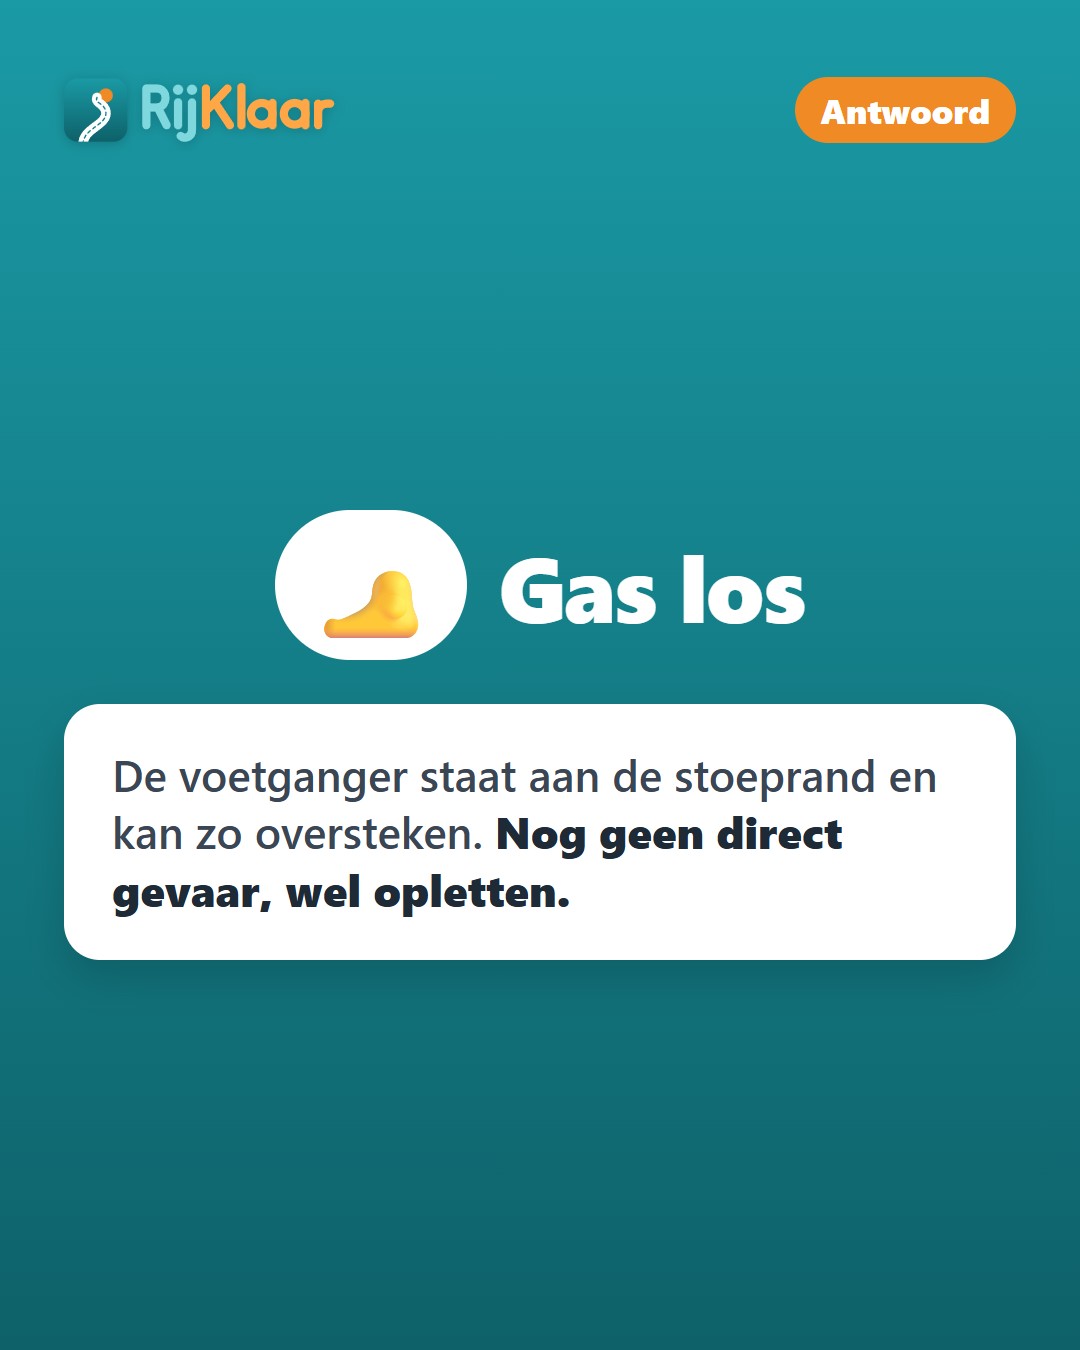 RijKlaar
Antwoord
Gas los
De voetganger staat aan de stoeprand en
kan zo oversteken. Nog geen direct
gevaar, wel opletten.